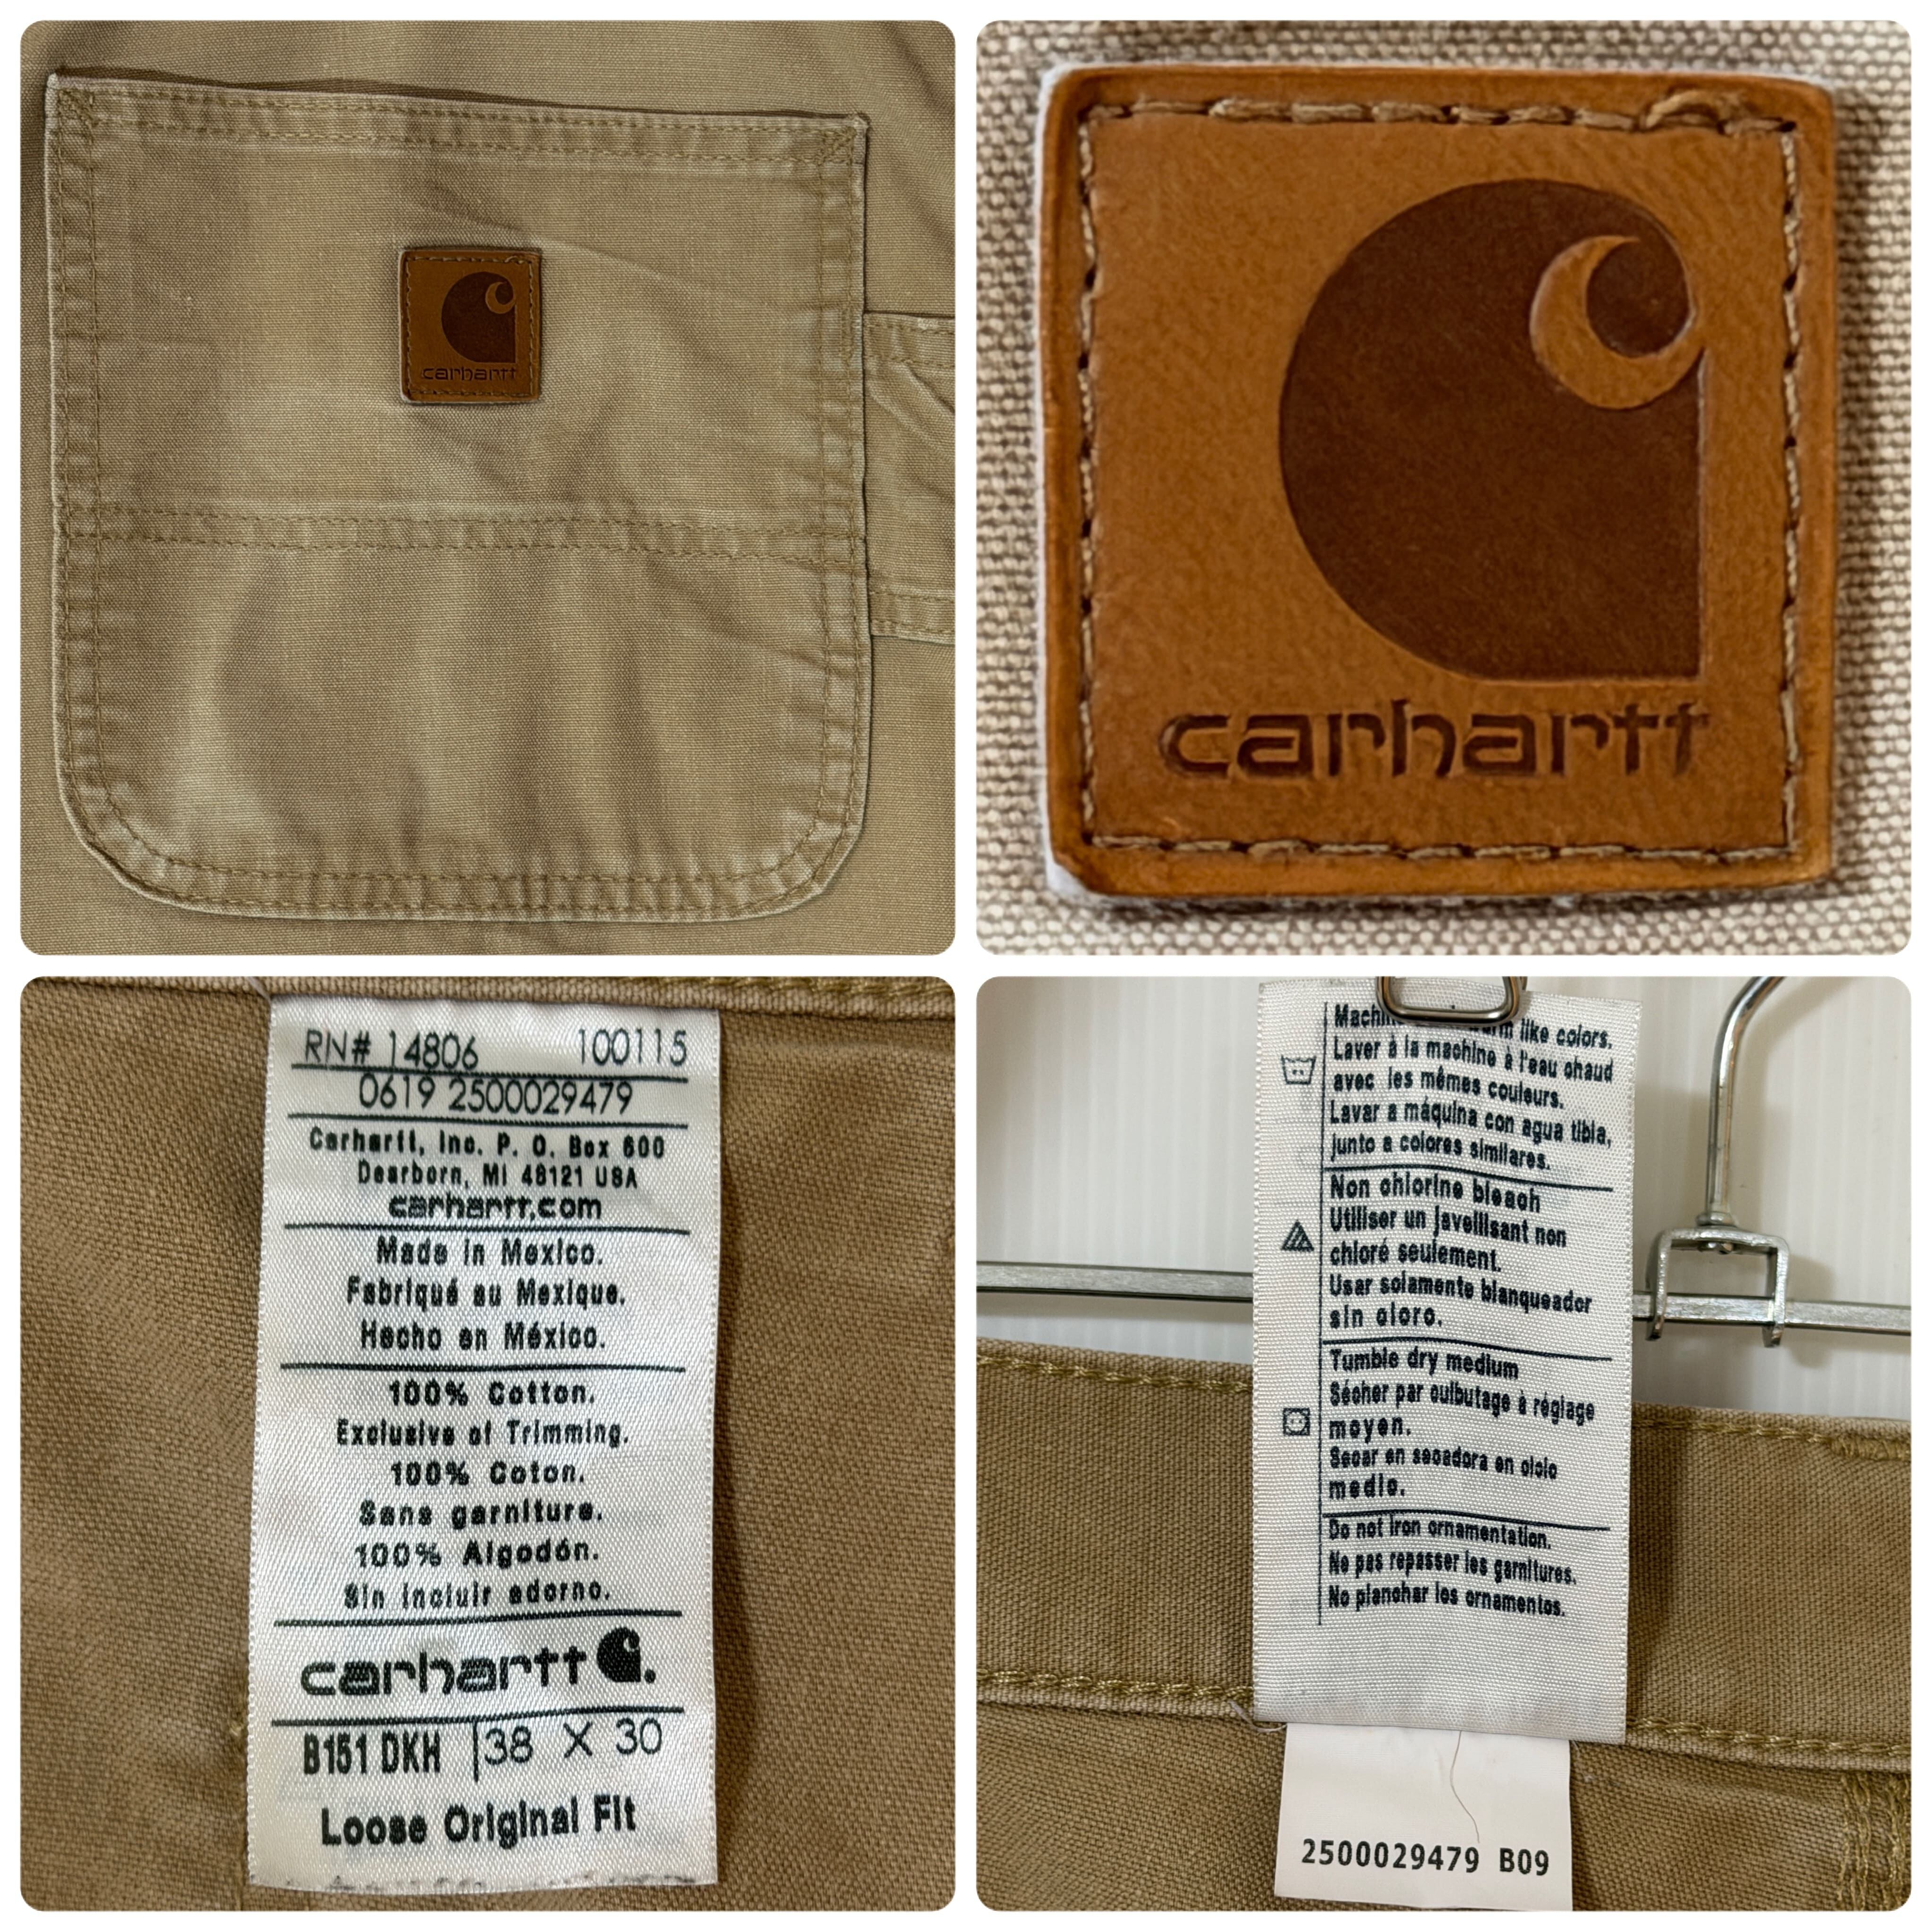 carhartt
carhartt
RN# 14806 100115
0619 2500029479
Carhartt, Inc. P. O. Box 600
Dearborn, MI 48121 USA
carhartt.com
Made in Mexico.
Fabriqué au Mexique.
Hecho en México.
100% Cotton.
Exclusive of Trimming.
100% Coton.
Sans garniture.
100% Algodón.
Sin incluir adorno.
carhartt
B151 DKH 38 X 30
Loose Original Fit
like colors.
Laver à la machine à l'eau chaud
avec les mêmes couleurs.
Lavar a máquina con agua tibia,
junto a colores similares.
Non chlorine bleach
Utiliser un javellisant non
chloré seulement.
Usar solamente blanqueador
sin cloro.
Tumble dry medium
Sécher par culbutage à réglage
moyen.
Secar en secadora en ciclo
medio.
Do not iron ornamentation.
Ne pas repasser les garnitures.
No planchar los ornamentos.
2500029479 B09